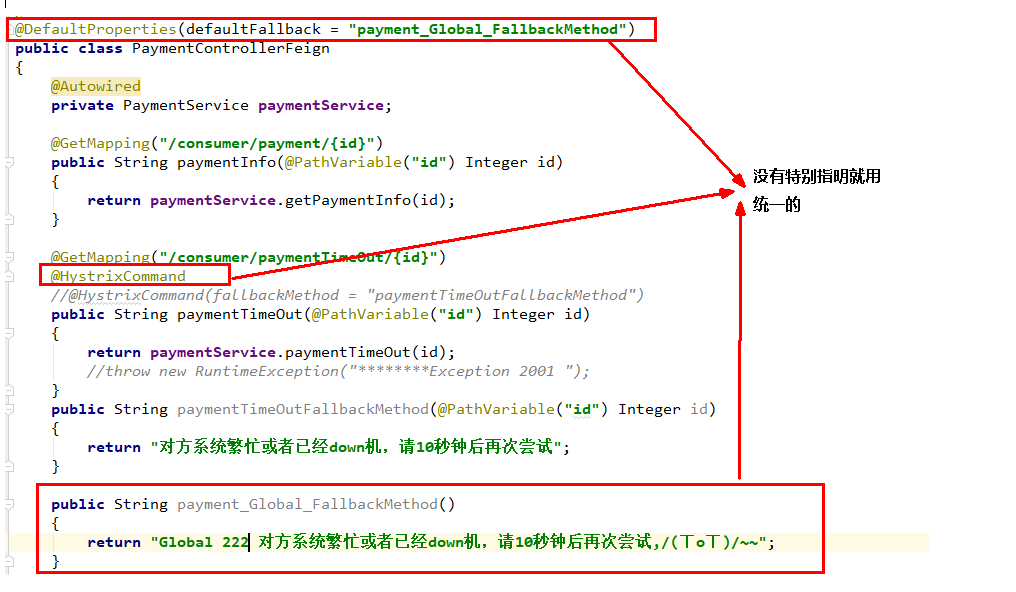 @DefaultProperties(defaultFallback = "payment_Global_FallbackMethod")
public class PaymentControllerFeign
{
@Autowired
private PaymentService paymentService;
@GetMapping("/consumer/payment/{id}")
public String paymentInfo(@PathVariable("id") Integer id)
{
return paymentService.getPaymentInfo(id);
}
没有特别指明就用
统一的
@GetMapping("/consumer/paymentTimeOut/{id}")
@HystrixCommand
//@HystrixCommand(fallbackMethod = "paymentTimeOutFallbackMethod")
public String paymentTimeOut(@PathVariable("id") Integer id)
{
return paymentService.paymentTimeOut(id);
//throw new RuntimeException("********Exception 2001 ");
}
public String paymentTimeOutFallbackMethod(@PathVariable("id") Integer id)
{
return "对方系统繁忙或者已经down机，请10秒钟后再次尝试";
}
public String payment_Global_FallbackMethod()
{
return "Global 222 对方系统繁忙或者已经down机，请10秒钟后再次尝试,/(ㄒoㄒ)/~~";
}